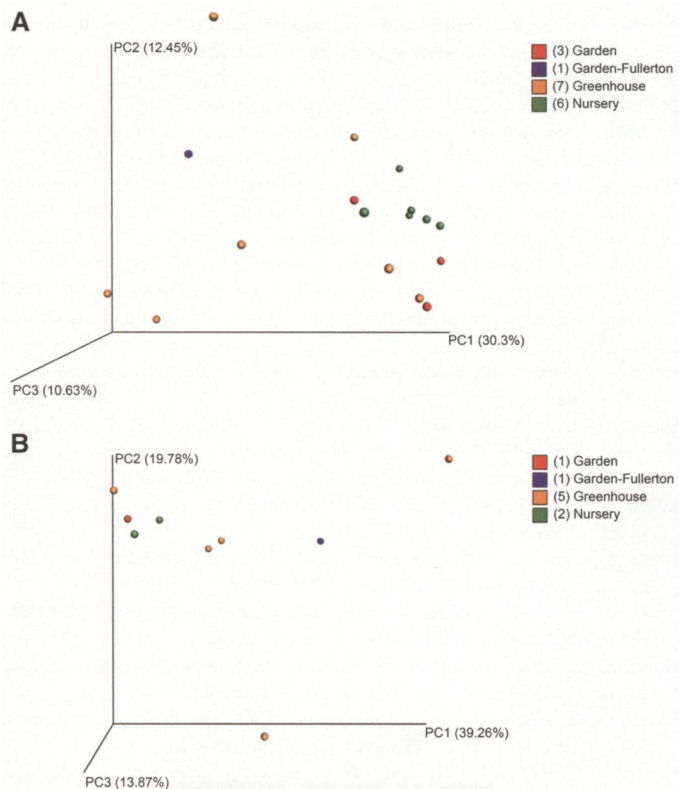 A
PC2 (12.45%)
(3) Garden
(1) Garden-Fullerton
(7) Greenhouse
(6) Nursery
PC1 (30.3%)
PC3 (10.63%)
B
PC2 (19.78%)
(1) Garden
(1) Garden-Fullerton
(5) Greenhouse
(2) Nursery
PC1 (39.26%)
PC3 (13.87%)